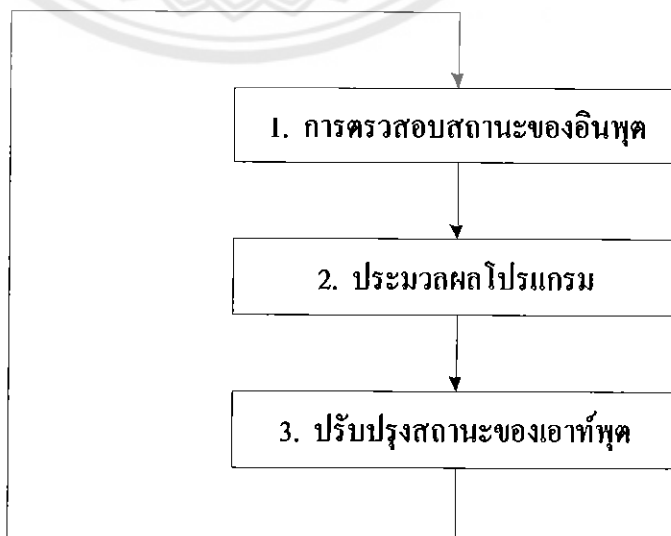 1. การตรวสอบสถานะของอินพุต
2. ประมวลผลโปรแกรม
3. ปรับปรุงสถานะของเอาท์พุต